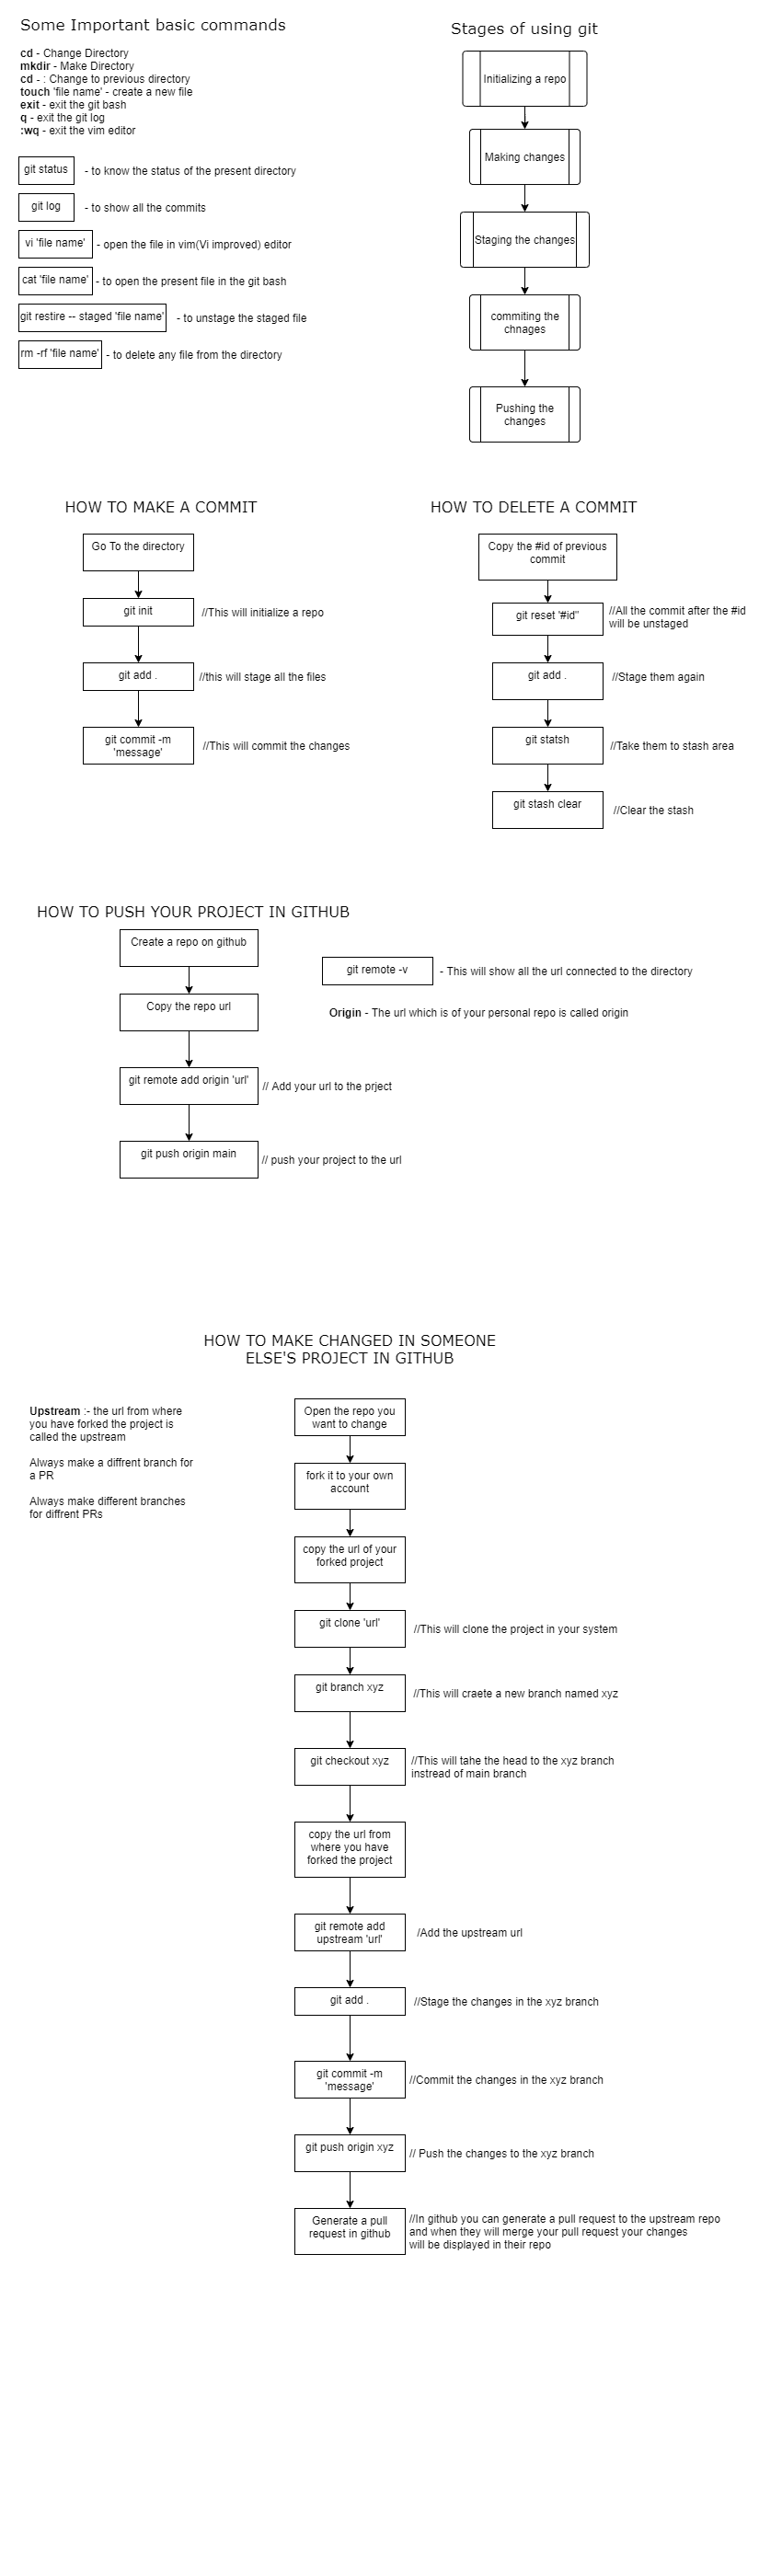 Some Important basic commands
cd - Change Directory
mkdir - Make Directory
cd - : Change to previous directory
touch 'file name' - create a new file
exit - exit the git bash
q - exit the git log
:wq - exit the vim editor
git status
- to know the status of the present directory
git log
- to show all the commits
vi 'file name'
- open the file in vim(Vi improved) editor
cat 'file name'
- to open the present file in the git bash
git restire -- staged 'file name'
- to unstage the staged file
rm -rf 'file name'
- to delete any file from the directory
Stages of using git
Initializing a repo
Making changes
Staging the changes
commiting the
chnages
Pushing the
changes
HOW TO MAKE A COMMIT
Go To the directory
git init
//This will initialize a repo
git add .
//this will stage all the files
git commit -m
'message'
//This will commit the changes
HOW TO DELETE A COMMIT
Copy the #id of previous
commit
git reset '#id"
//All the commit after the #id
will be unstaged
git add .
//Stage them again
git statsh
//Take them to stash area
git stash clear
//Clear the stash
HOW TO PUSH YOUR PROJECT IN GITHUB
Create a repo on github
Copy the repo url
git remote add origin 'url'
// Add your url to the prject
git push origin main
// push your project to the url
git remote -v
- This will show all the url connected to the directory
Origin - The url which is of your personal repo is called origin
HOW TO MAKE CHANGED IN SOMEONE
ELSE'S PROJECT IN GITHUB
Upstream :- the url from where
you have forked the project is
called the upstream
Always make a diffrent branch for
a PR
Always make different branches
for diffrent PRs
Open the repo you
want to change
fork it to your own
account
copy the url of your
forked project
git clone 'url'
//This will clone the project in your system
git branch xyz
//This will craete a new branch named xyz
git checkout xyz
//This will tahe the head to the xyz branch
instread of main branch
copy the url from
where you have
forked the project
git remote add
upstream 'url'
/Add the upstream url
git add .
//Stage the changes in the xyz branch
git commit -m
'message'
//Commit the changes in the xyz branch
git push origin xyz
// Push the changes to the xyz branch
Generate a pull
request in github
//In github you can generate a pull request to the upstream repo
and when they will merge your pull request your changes
will be displayed in their repo